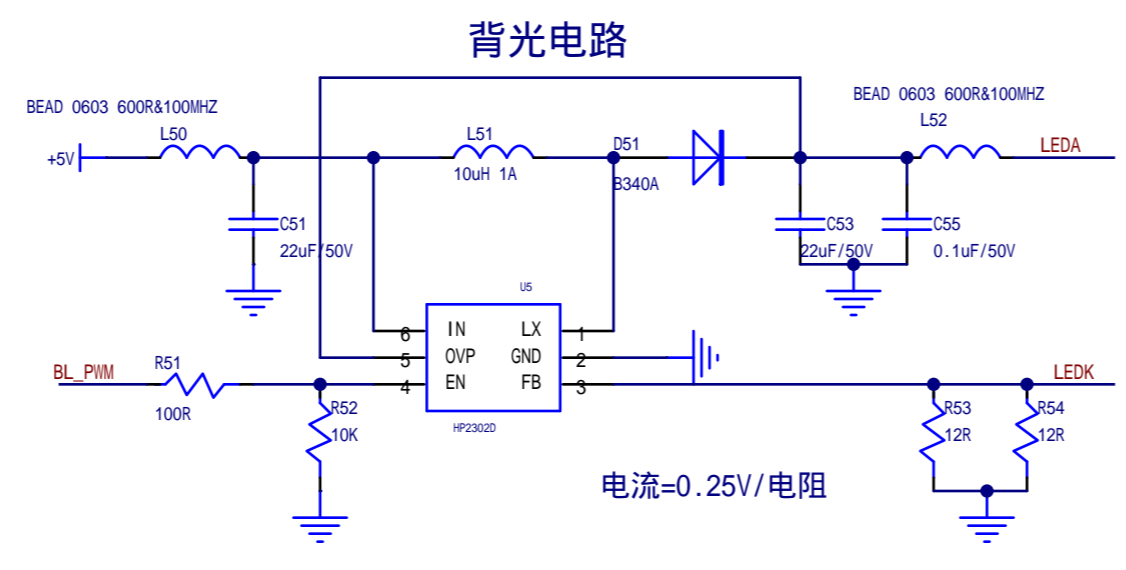 背光电路
BEAD 0603 600R&100MHZ
BEAD 0603 600R&100MHZ
L50
L51
D51
L52
+5V
LEDA
10uH 1A
B340A
C51
22uF/50V
C53
22uF/50V
C55
0.1uF/50V
U5
6 IN LX 1
5 OVP GND 2
4 EN FB 3
HP2302D
BL_PWM
R51
100R
R52
10K
LEDK
R53
12R
R54
12R
电流=0.25V/电阻